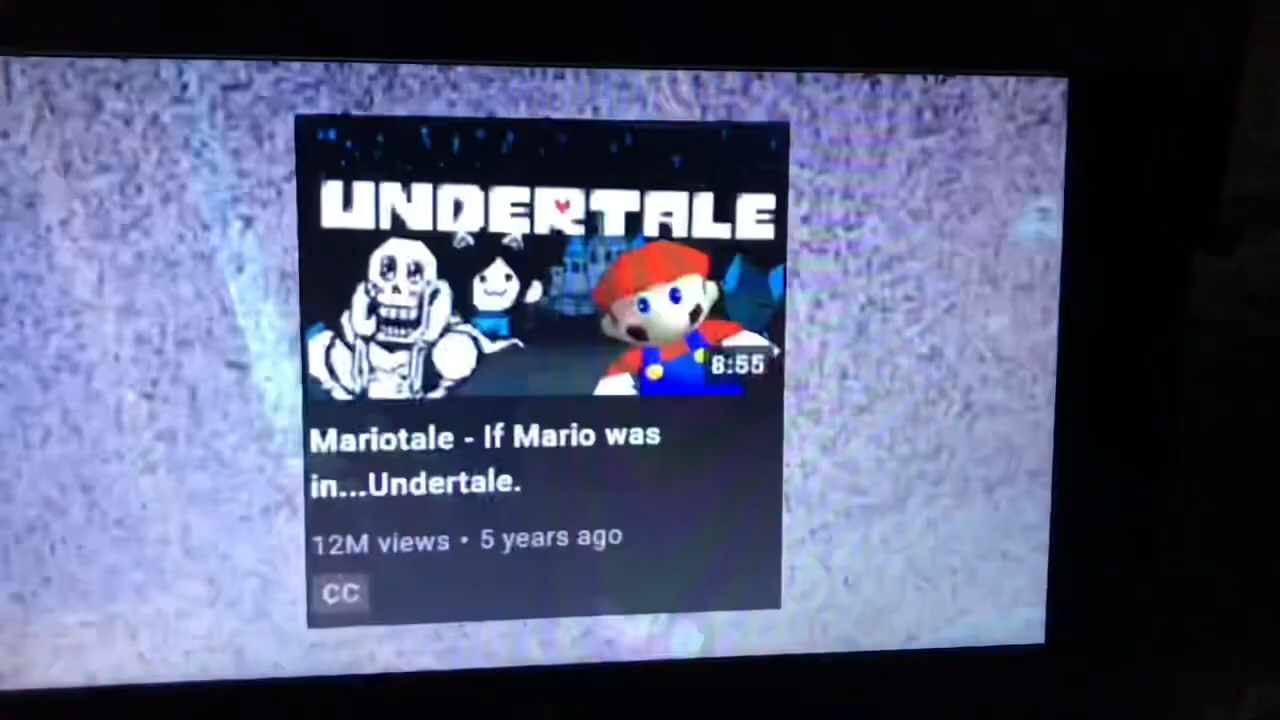 UNDERTALE
8:55
Mariotale - If Mario was
in...Undertale.
12M views • 5 years ago
CC